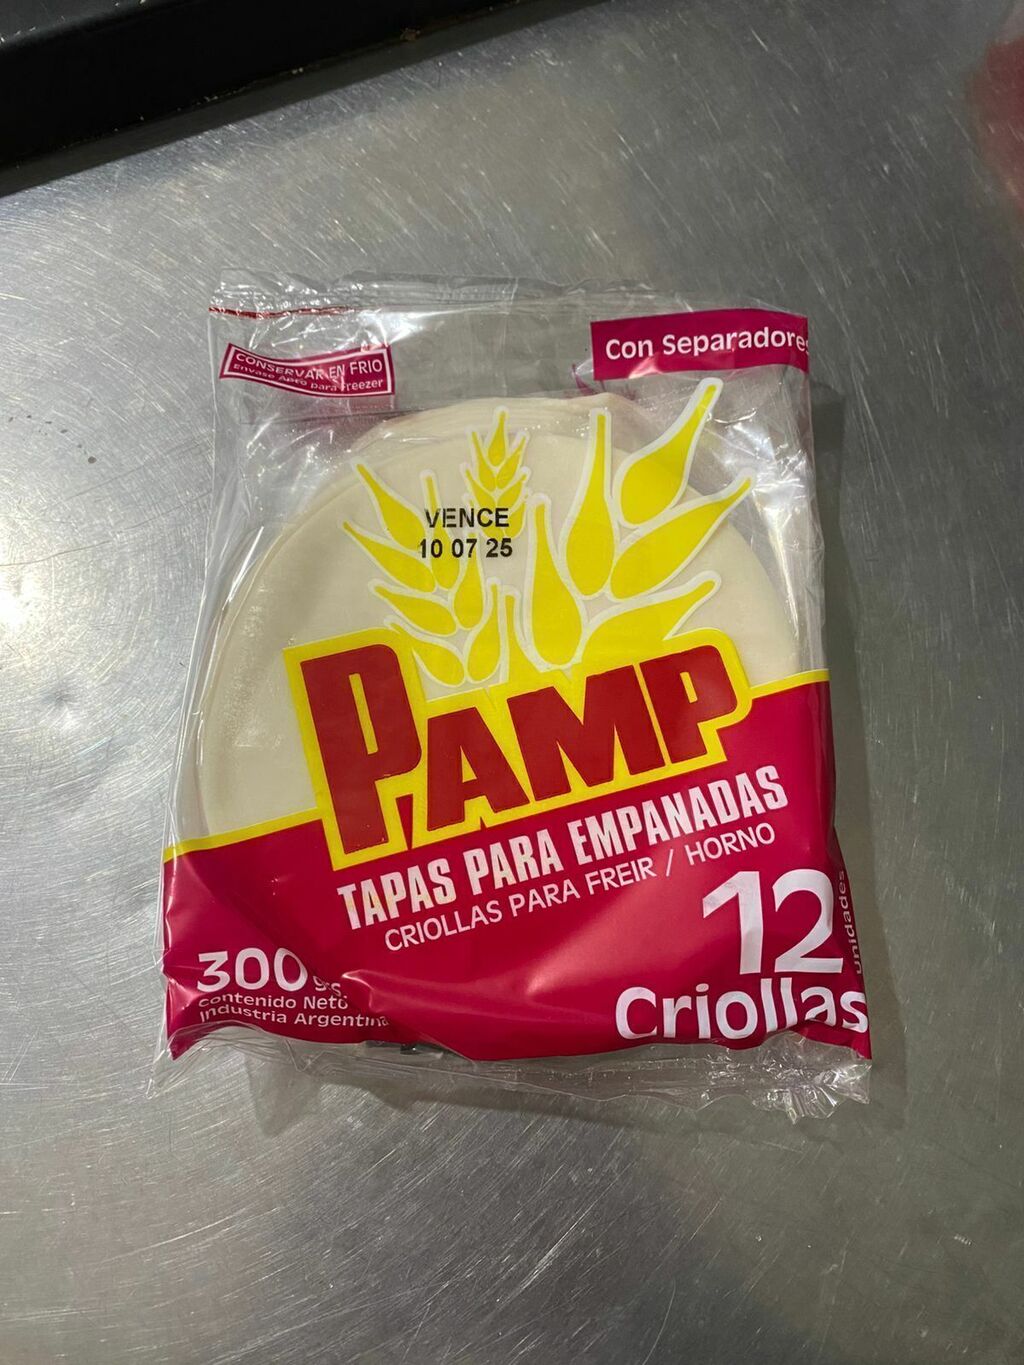 CONSERVAR EN FRIO
Envase Apto para Freezer
Con Separadores
VENCE
10 07 25
PAMP
TAPAS PARA EMPANADAS
CRIOLLAS PARA FREIR / HORNO
12
unidades
Criollas
300 grs.
contenido Neto
Industria Argentina